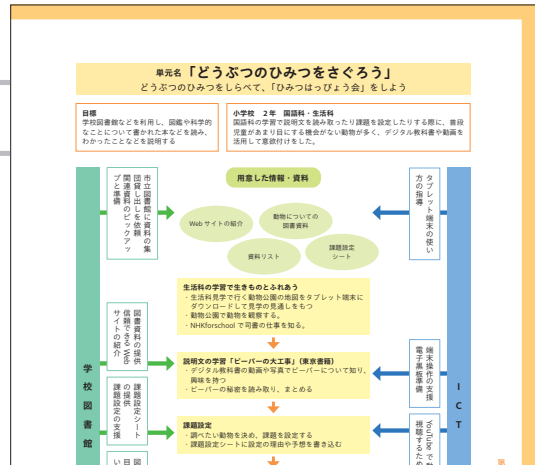 単元名「どうぶつのひみつをさぐろう」
どうぶつのひみつをしらべて、「ひみつはっぴょう会」をしよう
目標
学校図書館などを利用し、図鑑や科学的
なことについて書かれた本などを読み、
わかったことなどを説明する
小学校　2年　国語科・生活科
国語科の学習で説明文を読み取ったり課題を設定したりする際に、普段
児童があまり目にする機会がない動物が多く、デジタル教科書や動画を
活用して意欲付けをした。
市立図書館に資料の集
団貸し出しを依頼
関連資料のピックアッ
プと準備
用意した情報・資料
Web サイトの紹介
動物についての
図書資料
資料リスト
課題設定
シート
タブレット端末の使い
方の指導
生活科の学習で生きものとふれあう
・生活見学で行く動物公園の地図をタブレット端末に
ダウンロードして見学の見通しをもつ
・動物公園で動物を観察する。
・NHKforschool で司書の仕事を知る。
図書資料の提供
信頼できる Web
サイトの紹介
説明文の学習「ビーバーの大工事」（東京書籍）
・デジタル教科書の動画や写真でビーバーについて知り、
興味を持つ
・ビーバーの秘密を読み取り、まとめる
端末操作の支援
電子黒板準備
学校図書館
ICT
課題設定シート
の提供
課題設定の支援
課題設定
・調べたい動物を決め、課題を設定する
・課題設定シートに設定の理由や予想を書き込む
YouTube で
視聴するため